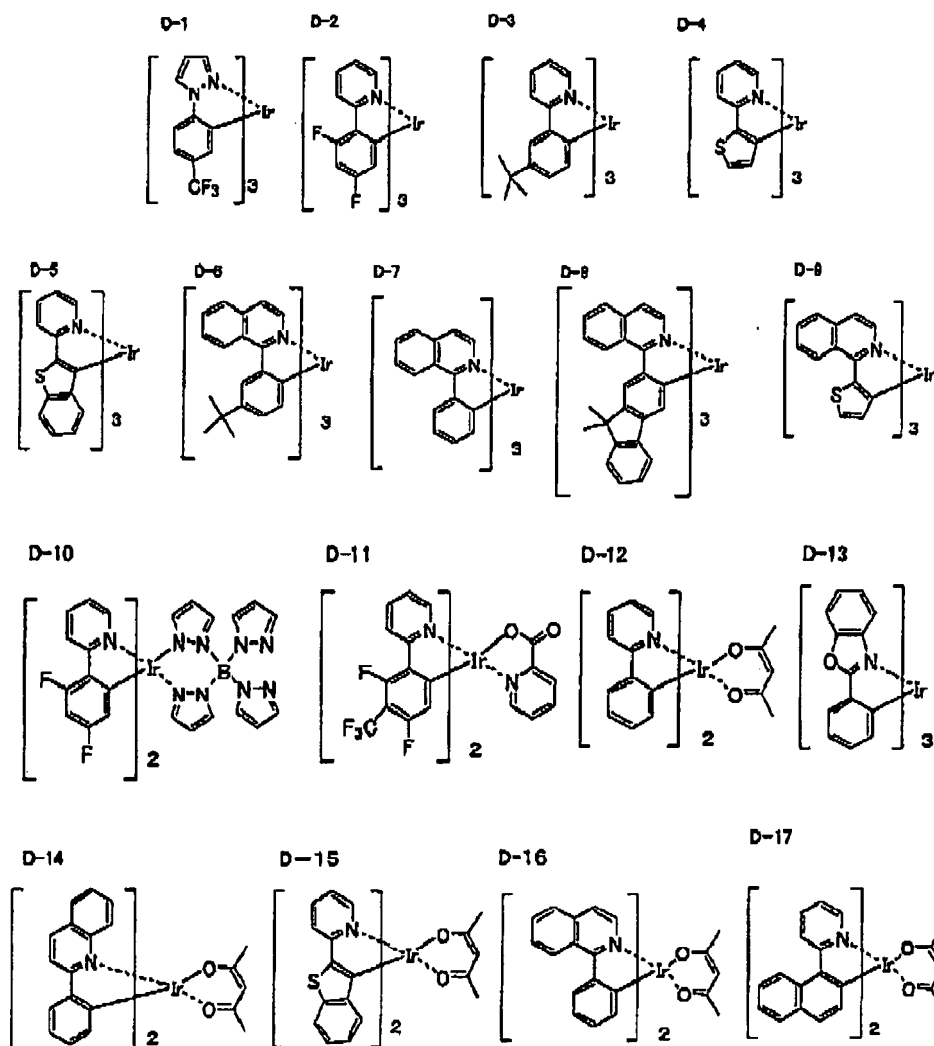 D-1 D-2 D-3 D-4
N N N N
N Ir F Ir Ir S Ir
CF3 3 F 3 3 3
D-5 D-6 D-7 D-8 D-9
N N N N N
S Ir Ir Ir Ir S Ir
3 3 3 3 3
D-10 D-11 D-12 D-13
N N N N N N O O N O O N
Ir B Ir Ir Ir
F N N N N F N O
F F3C F
2 2 2 3
D-14 D-15 D-16 D-17
N O N O N O N O
Ir Ir Ir Ir
O S O O O
2 2 2 2